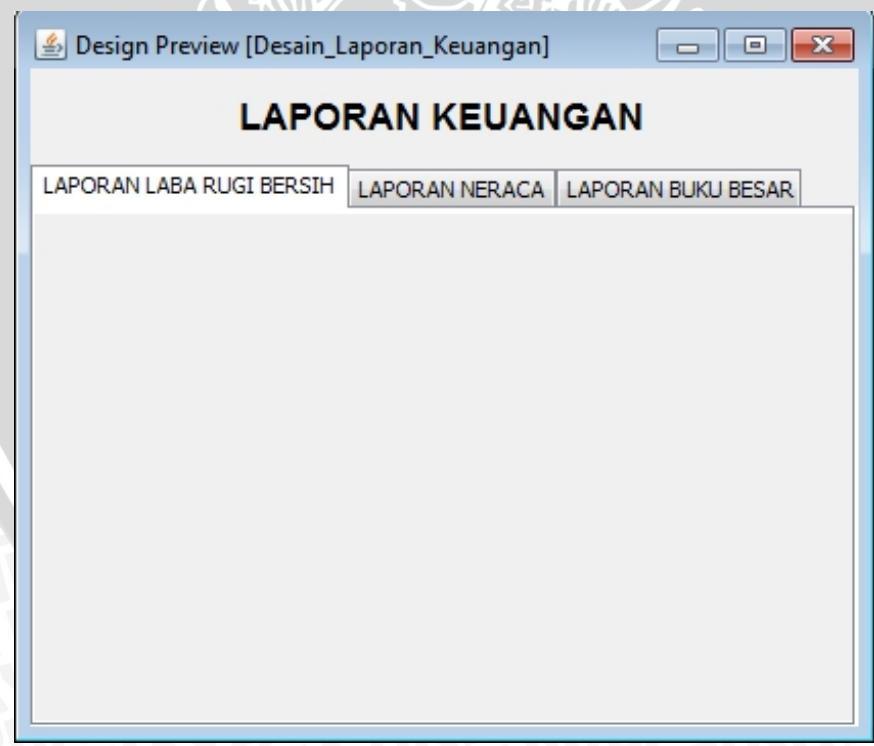 Design Preview [Desain_Laporan_Keuangan]
LAPORAN KEUANGAN
LAPORAN LABA RUGI BERSIH LAPORAN NERACA LAPORAN BUKU BESAR